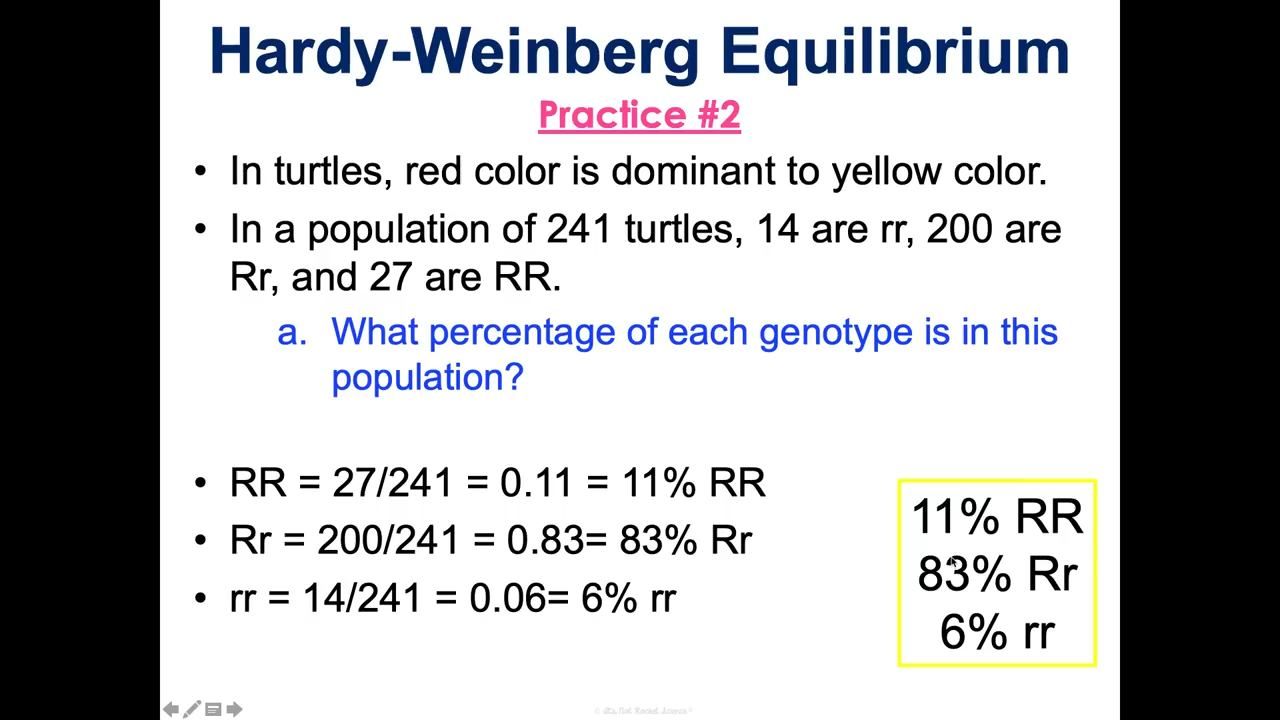 Hardy-Weinberg Equilibrium
Practice #2
• In turtles, red color is dominant to yellow color.
• In a population of 241 turtles, 14 are rr, 200 are
Rr, and 27 are RR.
a. What percentage of each genotype is in this
population?
• RR = 27/241 = 0.11 = 11% RR
• Rr = 200/241 = 0.83= 83% Rr
• rr = 14/241 = 0.06= 6% rr
11% RR
83% Rr
6% rr